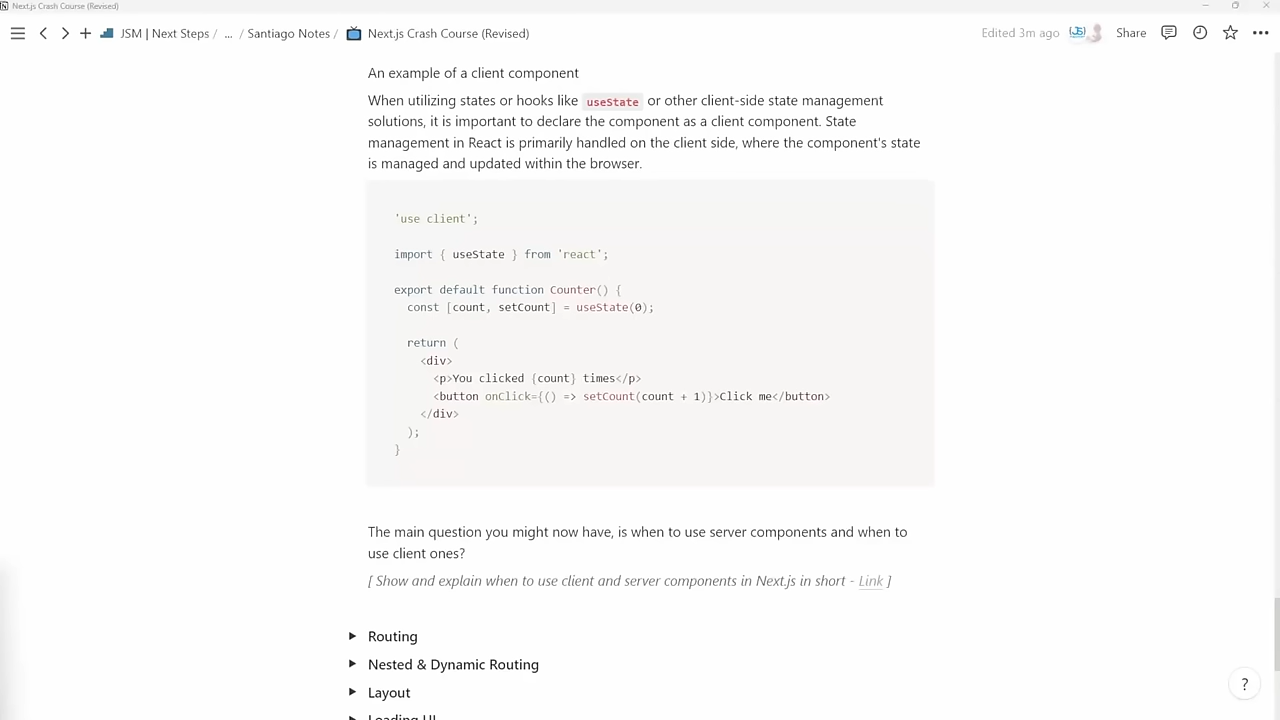 Next.js Crash Course (Revised)
JSM | Next Steps / ... / Santiago Notes / Next.js Crash Course (Revised)
Edited 3m ago Share
An example of a client component
When utilizing states or hooks like useState or other client-side state management
solutions, it is important to declare the component as a client component. State
management in React is primarily handled on the client side, where the component's state
is managed and updated within the browser.
'use client';
import { useState } from 'react';
export default function Counter() {
const [count, setCount] = useState(0);
return (
<div>
<p>You clicked {count} times</p>
<button onClick={() => setCount(count + 1)}>Click me</button>
</div>
);
}
The main question you might now have, is when to use server components and when to
use client ones?
[ Show and explain when to use client and server components in Next.js in short - Link ]
Routing
Nested & Dynamic Routing
Layout
Loading UI
?